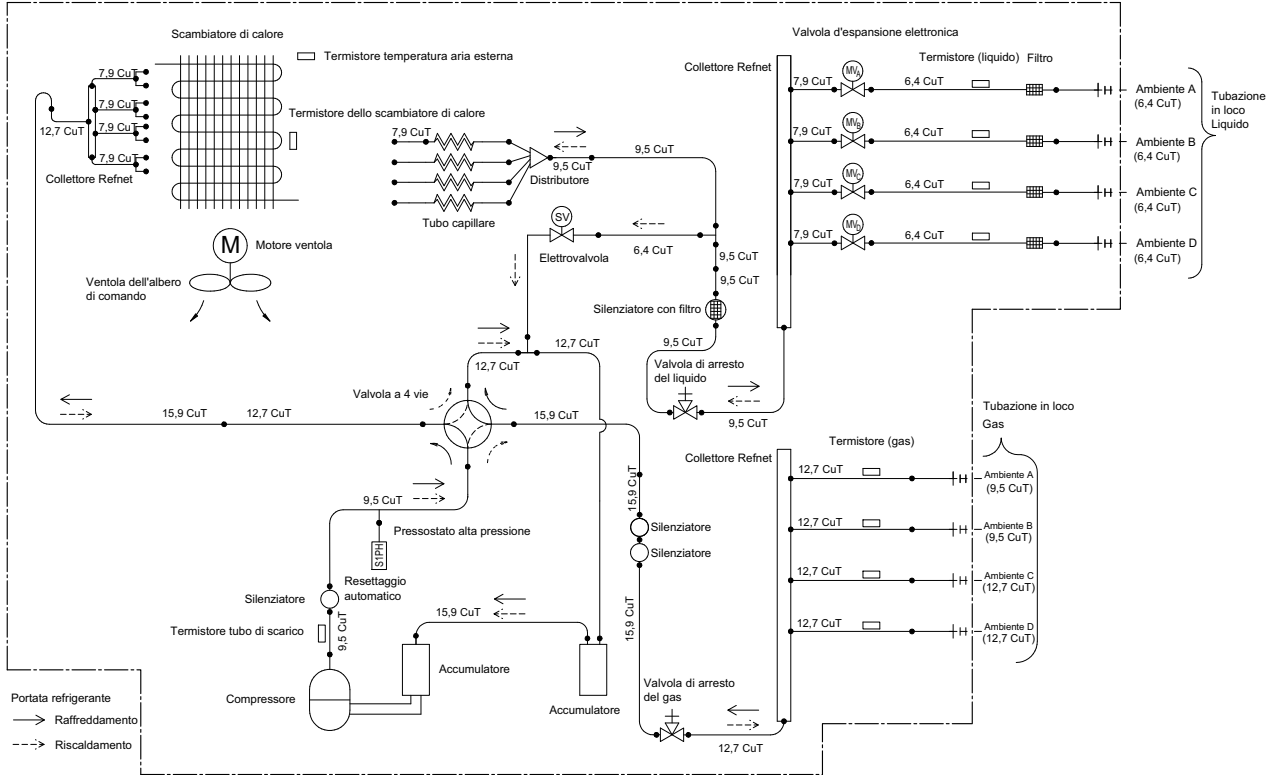 Scambiatore di calore
Termistore temperatura aria esterna
7,9 CuT
7,9 CuT
7,9 CuT
7,9 CuT
12,7 CuT
Collettore Refnet
Termistore dello scambiatore di calore
7,9 CuT
9,5 CuT
Distributore
Tubo capillare
9,5 CuT
M
Motore ventola
Ventola dell'albero
di comando
SV
Elettrovalvola
6,4 CuT
9,5 CuT
9,5 CuT
Silenziatore con filtro
9,5 CuT
Valvola di arresto
del liquido
9,5 CuT
Valvola d'espansione elettronica
Collettore Refnet
Termistore (liquido)
Filtro
7,9 CuT
MVA
6,4 CuT
Ambiente A
(6,4 CuT)
7,9 CuT
MVB
6,4 CuT
Ambiente B
(6,4 CuT)
7,9 CuT
MVC
6,4 CuT
Ambiente C
(6,4 CuT)
7,9 CuT
MVD
6,4 CuT
Ambiente D
(6,4 CuT)
Tubazione
in loco
Liquido
12,7 CuT
12,7 CuT
Valvola a 4 vie
15,9 CuT
12,7 CuT
15,9 CuT
9,5 CuT
Pressostato alta pressione
S1PH
Resettaggio
automatico
Silenziatore
9,5 CuT
Termistore tubo di scarico
Compressore
15,9 CuT
Accumulatore
Accumulatore
15,9 CuT
Silenziatore
Silenziatore
15,9 CuT
Valvola di arresto
del gas
12,7 CuT
Collettore Refnet
Termistore (gas)
Tubazione in loco
Gas
12,7 CuT
Ambiente A
(9,5 CuT)
12,7 CuT
Ambiente B
(9,5 CuT)
12,7 CuT
Ambiente C
(12,7 CuT)
12,7 CuT
Ambiente D
(12,7 CuT)
Portata refrigerante
Raffreddamento
Riscaldamento